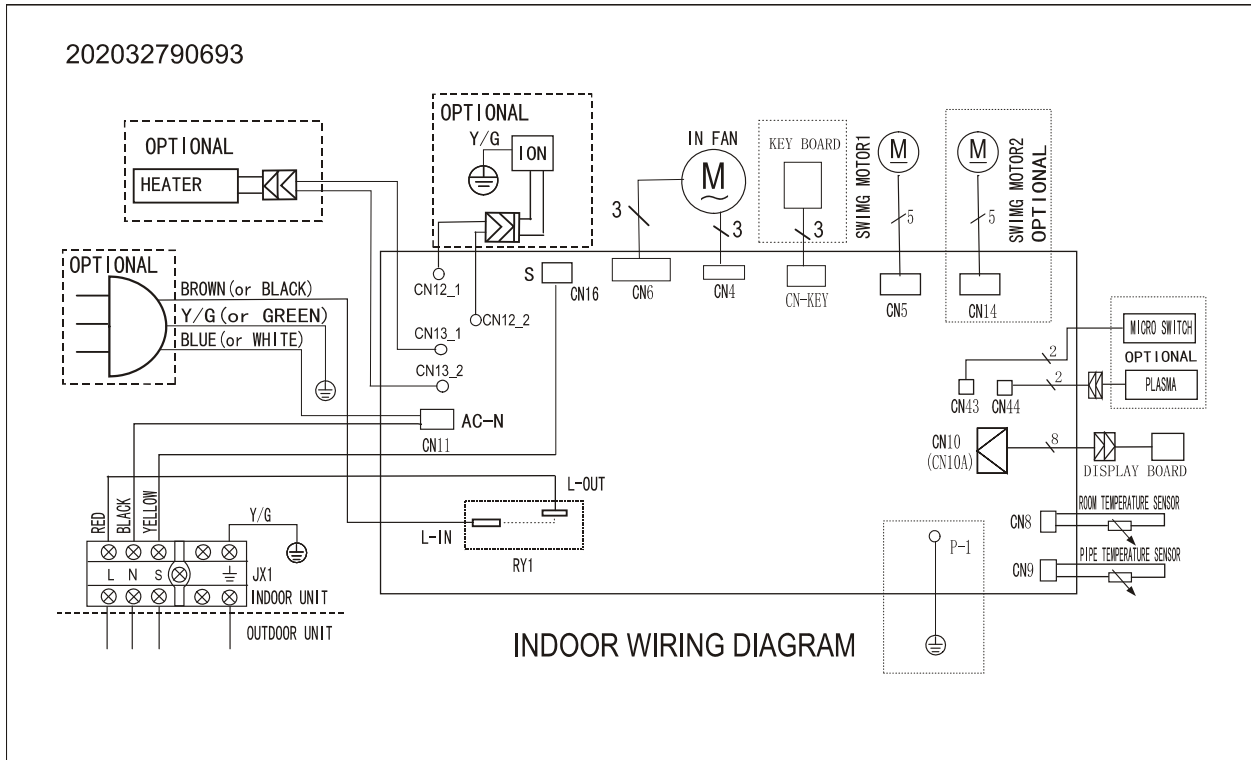 202032790693
OPTIONAL
HEATER
OPTIONAL
Y/G
ION
IN FAN
M
3
3
KEY BOARD
3
SWIMG MOTOR1
M
5
SWIMG MOTOR2
OPTIONAL
M
5
OPTIONAL
BROWN(or BLACK)
Y/G(or GREEN)
BLUE(or WHITE)
CN12_1
CN12_2
CN13_1
CN13_2
S
CN16
CN6
CN4
CN-KEY
CN5
CN14
MICRO SWITCH
OPTIONAL
PLASMA
2
2
CN43
CN44
AC-N
CN11
CN10
(CN10A)
8
DISPLAY BOARD
L-OUT
L-IN
RY1
ROOM TEMPERATURE SENSOR
CN8
PIPE TEMPERATURE SENSOR
CN9
P-1
RED
BLACK
YELLOW
Y/G
L N S
JX1
INDOOR UNIT
OUTDOOR UNIT
INDOOR WIRING DIAGRAM